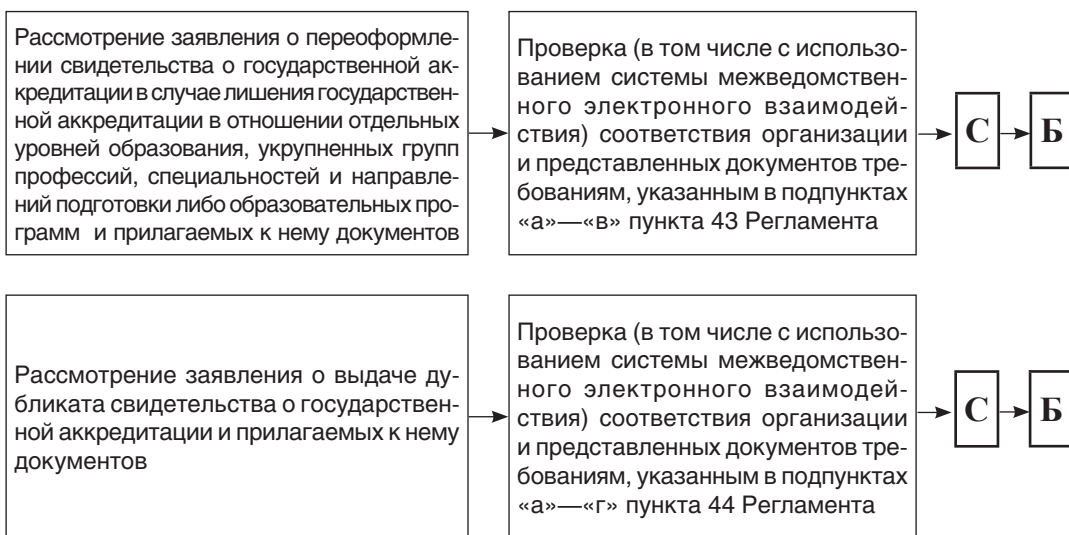 Рассмотрение заявления о переоформле-
нии свидетельства о государственной ак-
кредитации в случае лишения государствен-
ной аккредитации в отношении отдельных
уровней образования, укрупненных групп
профессий, специальностей и направле-
ний подготовки либо образовательных про-
грамм и прилагаемых к нему документов
Проверка (в том числе с использо-
ванием системы межведомствен-
ного электронного взаимодей-
ствия) соответствия организации
и представленных документов тре-
бованиям, указанным в подпунктах
«а»—«в» пункта 43 Регламента
С
Б
Рассмотрение заявления о выдаче ду-
бликата свидетельства о государствен-
ной аккредитации и прилагаемых к нему
документов
Проверка (в том числе с использо-
ванием системы межведомствен-
ного электронного взаимодей-
ствия) соответствия организации
и представленных документов тре-
бованиям, указанным в подпунктах
«а»—«г» пункта 44 Регламента
С
Б